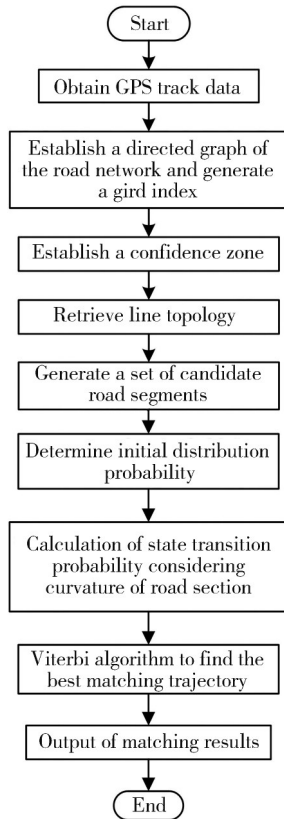 Start
Obtain GPS track data
Establish a directed graph of
the road network and generate
a gird index
Establish a confidence zone
Retrieve line topology
Generate a set of candidate
road segments
Determine initial distribution
probability
Calculation of state transition
probability considering
curvature of road section
Viterbi algorithm to find the
best matching trajectory
Output of matching results
End